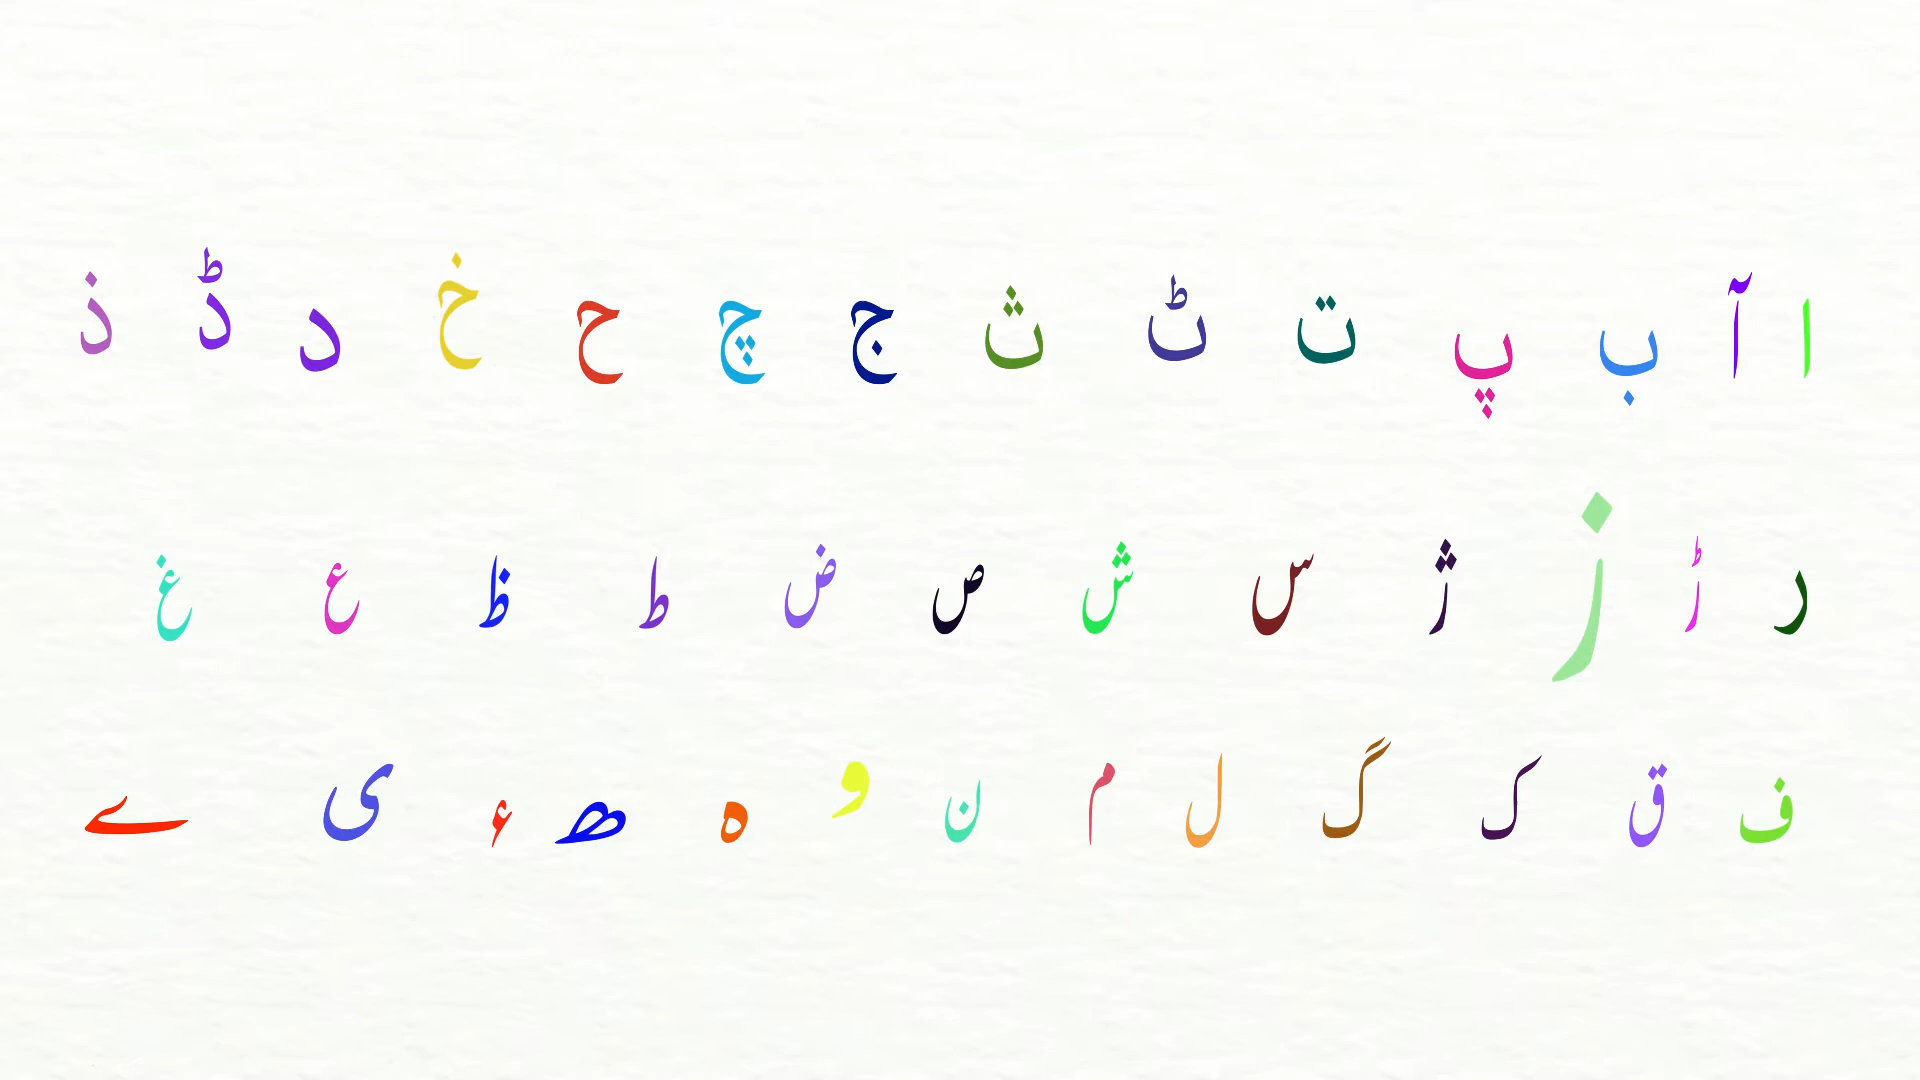 ا آ ب پ ت ٹ ث ج چ ح خ د ڈ ذ
ر ڑ ز ژ س ش ص ض ط ظ ع غ
ف ق ک گ ل م ن و ہ ھ ء ی ے